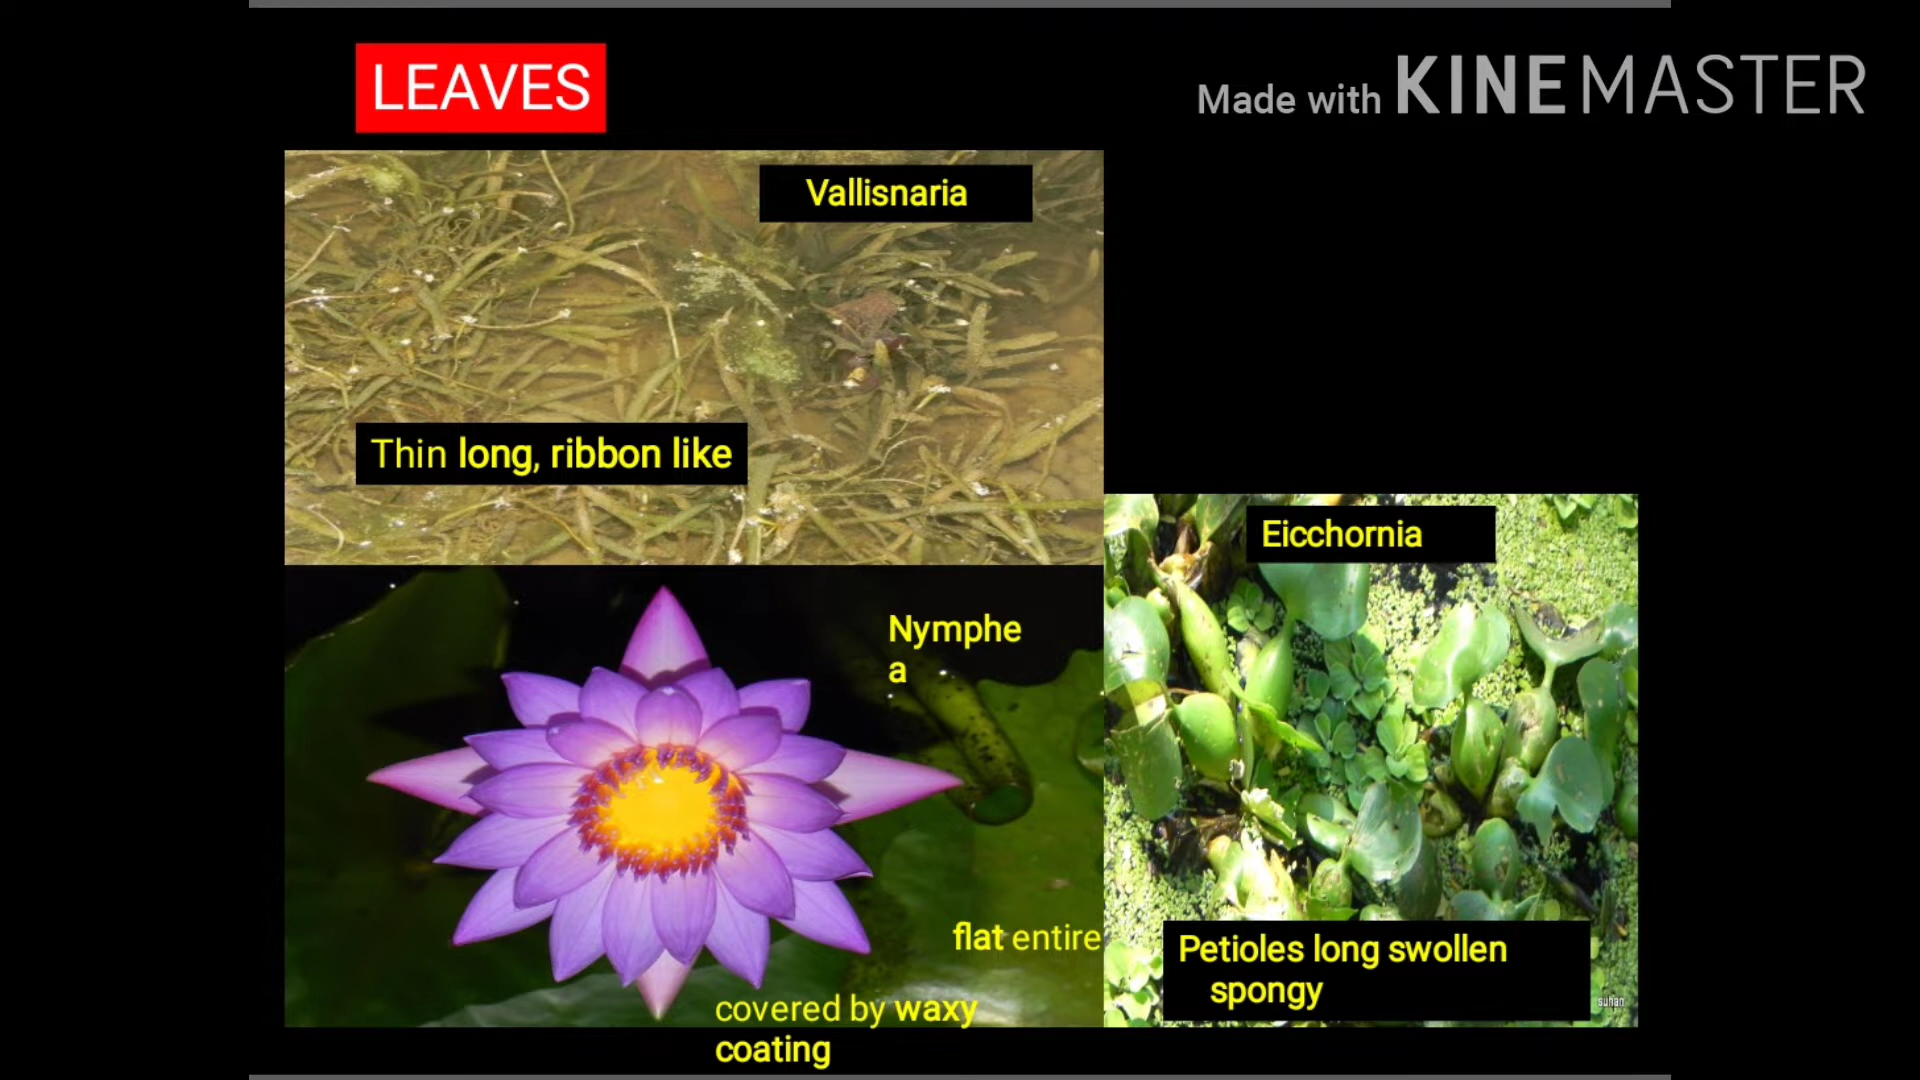 LEAVES
Made with KINEMASTER
Vallisnaria
Thin long, ribbon like
Eicchornia
Nymphe
a
flat entire
Petioles long swollen
spongy
suhan
covered by waxy
coating